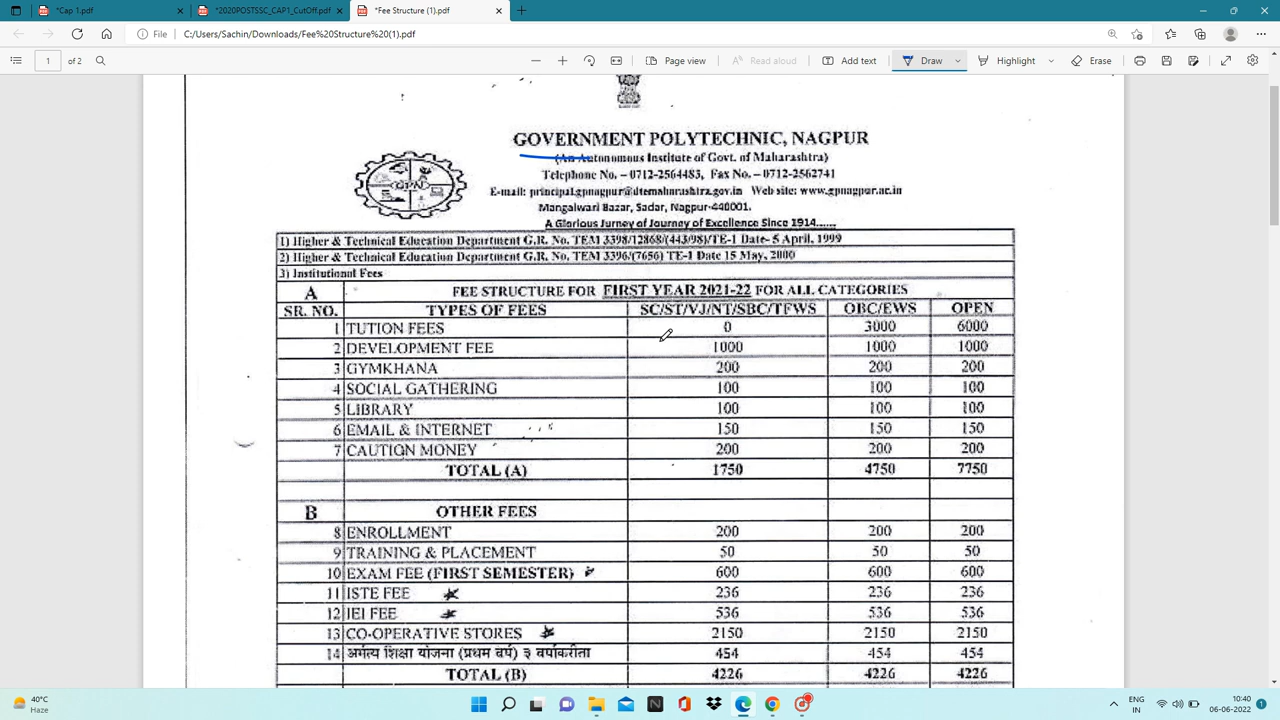 *Cap 1.pdf
*2020POSTSSC_CAP1_CutOff.pdf
*Fee Structure (1).pdf
File
C:/Users/Sachin/Downloads/Fee%20Structure%20(1).pdf
1 of 2
Page view
Read aloud
Add text
Draw
Highlight
Erase
GOVERNMENT POLYTECHNIC, NAGPUR
(An Autonomous Institute of Govt. of Maharashtra)
Telephone No. – 0712-2564483, Fax No.– 0712-2562741
E-mail: principal.gpnagpur@dtemaharashtra.gov.in Web site: www.gpnagpur.ac.in
Mangalwari Bazar, Sadar, Nagpur-440001.
A Glorious Jurney of Journey of Excellence Since 1914......
GPN
1) Higher & Technical Education Department G.R. No. TEM 3398/12868/(443/98)/TE-1 Date- 5 April, 1999
2) Higher & Technical Education Department G.R. No. TEM 3396/(7656) TE-1 Date 15 May, 2000
3) Institutional Fees
A FEE STRUCTURE FOR FIRST YEAR 2021-22 FOR ALL CATEGORIES
SR. NO. TYPES OF FEES SC/ST/VJ/NT/SBC/TFWS OBC/EWS OPEN
1 TUTION FEES 0 3000 6000
2 DEVELOPMENT FEE 1000 1000 1000
3 GYMKHANA 200 200 200
4 SOCIAL GATHERING 100 100 100
5 LIBRARY 100 100 100
6 EMAIL & INTERNET 150 150 150
7 CAUTION MONEY 200 200 200
TOTAL (A) 1750 4750 7750
B OTHER FEES
8 ENROLLMENT 200 200 200
9 TRAINING & PLACEMENT 50 50 50
10 EXAM FEE (FIRST SEMESTER) 600 600 600
11 ISTE FEE 236 236 236
12 IEI FEE 536 536 536
13 CO-OPERATIVE STORES 2150 2150 2150
14 शिक्षा योजना (प्रथम वर्ष) ३ वर्षाकरीता 454 454 454
TOTAL (B) 4226 4226 4226
40°C
Haze
ENG
IN
10:40
06-06-2022